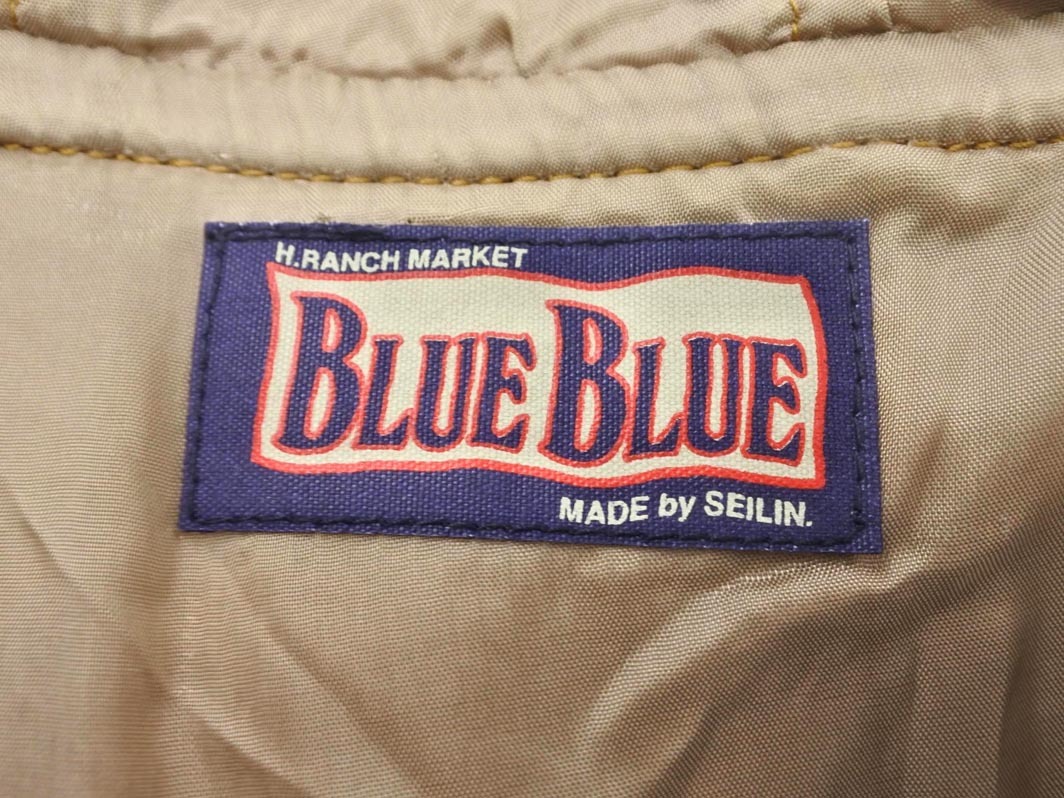 H.RANCH MARKET
BLUE BLUE
MADE by SEILIN.